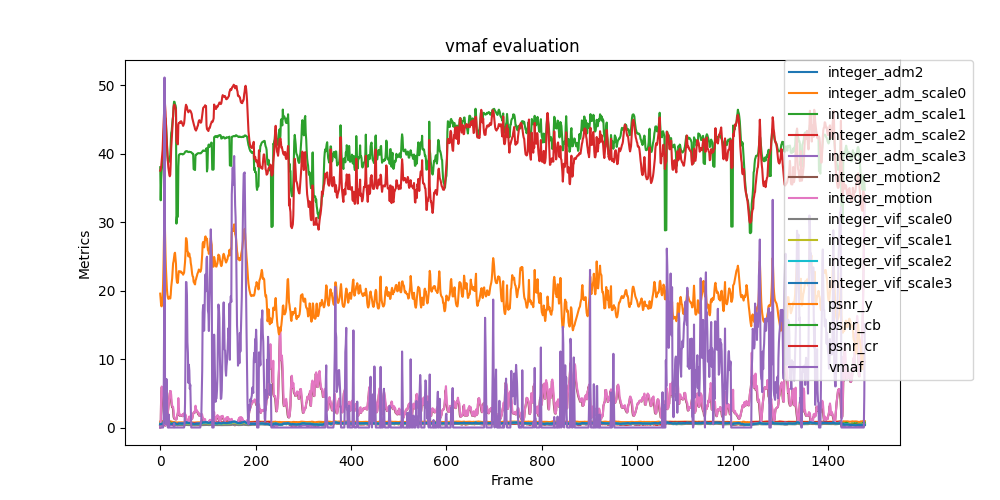 vmaf evaluation
50
40
30
20
10
0
Metrics
0 200 400 600 800 1000 1200 1400
Frame
integer_adm2
integer_adm_scale0
integer_adm_scale1
integer_adm_scale2
integer_adm_scale3
integer_motion2
integer_motion
integer_vif_scale0
integer_vif_scale1
integer_vif_scale2
integer_vif_scale3
psnr_y
psnr_cb
psnr_cr
vmaf